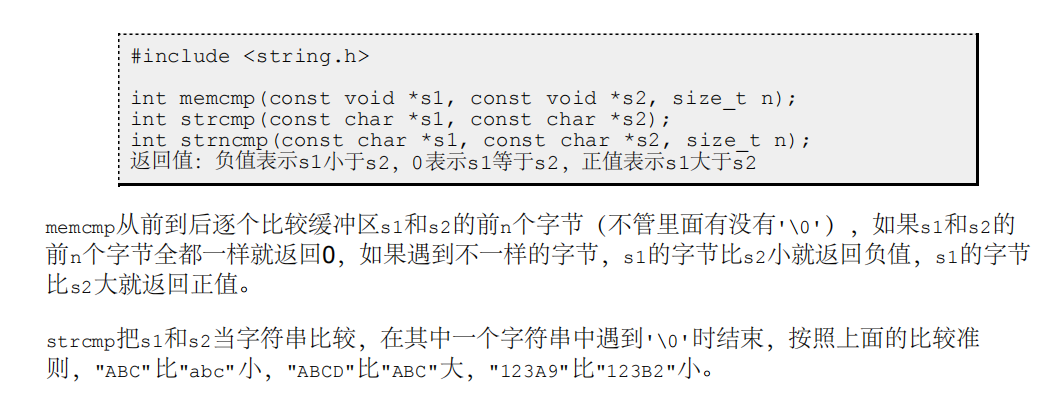 #include <string.h>
int memcmp(const void *s1, const void *s2, size_t n);
int strcmp(const char *s1, const char *s2);
int strncmp(const char *s1, const char *s2, size_t n);
返回值：负值表示s1小于s2，0表示s1等于s2，正值表示s1大于s2
memcmp从前到后逐个比较缓冲区s1和s2的前n个字节（不管里面有没有'\0'），如果s1和s2的
前n个字节全都一样就返回0，如果遇到不一样的字节，s1的字节比s2小就返回负值，s1的字节
比s2大就返回正值。
strcmp把s1和s2当字符串比较，在其中一个字符串中遇到'\0'时结束，按照上面的比较准
则，"ABC"比"abc"小，"ABCD"比"ABC"大，"123A9"比"123B2"小。